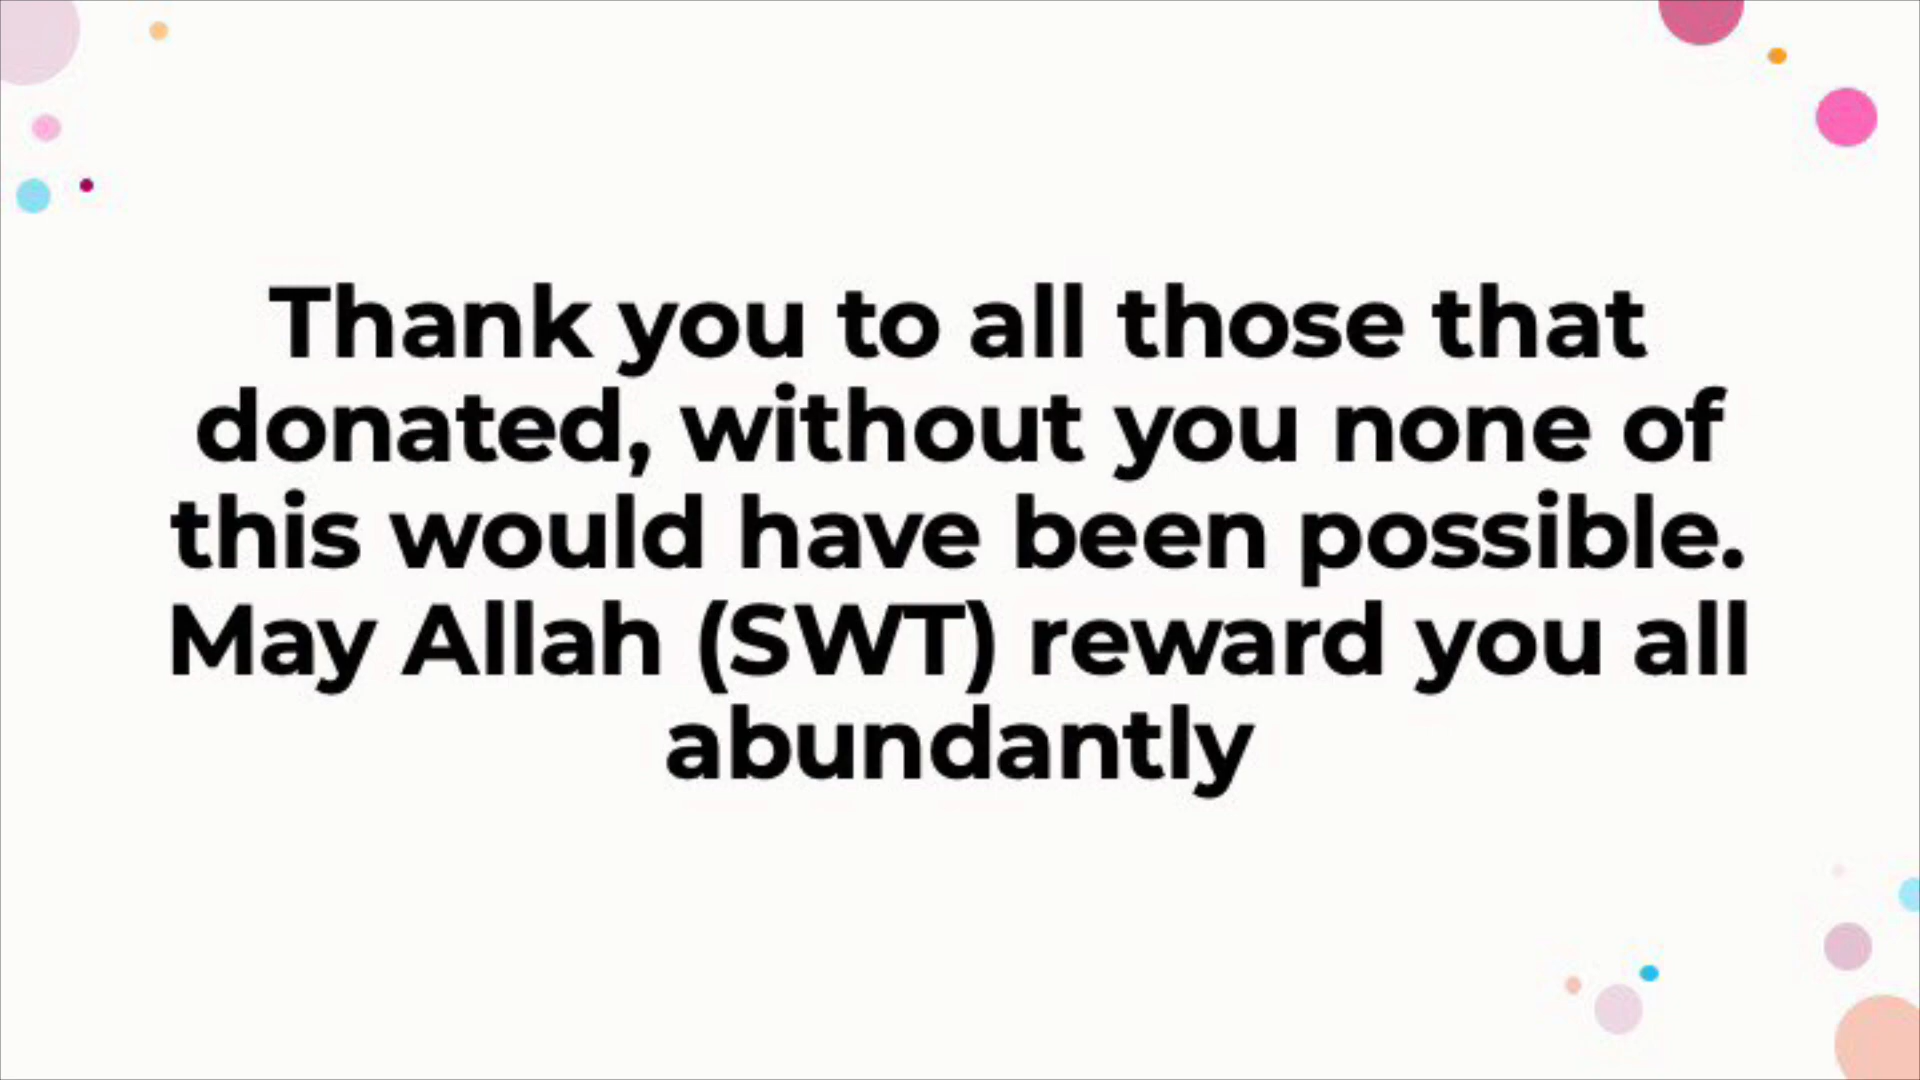 Thank you to all those that
donated, without you none of
this would have been possible.
May Allah (SWT) reward you all
abundantly